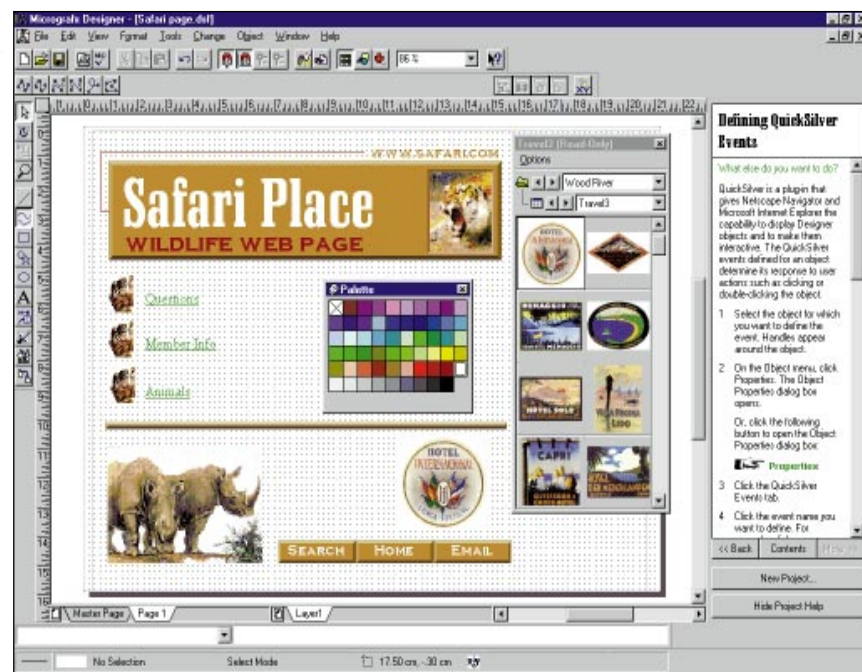 Micrografx Designer - [Safari page.dsf]
File Edit View Format Tools Change Object Window Help
86 %
WWW.SAFARI.COM
Safari Place
WILDLIFE WEB PAGE
Questions
Member Info
Animals
Palette
HOTEL
INTERNATIONAL
SEARCH HOME EMAIL
Travel3 (Read-Only)
Options
Wood River
Travel3
HOTEL
CAPRI
Defining QuickSilver
Events
What else do you want to do?
QuickSilver is a plug-in that
gives Netscape Navigator and
Microsoft Internet Explorer the
capability to display Designer
objects and to make them
interactive. The QuickSilver
events defined for an object
determine its response to user
actions such as clicking or
double-clicking the object.
1 Select the object for which
you want to define the
event. Handles appear
around the object.
2 On the Object menu, click
Properties. The Object
Properties dialog box
opens.
Or, click the following
button to open the Object
Properties dialog box:
Properties
3 Click the QuickSilver
Events tab.
4 Click the event name you
want to define. For
<< Back Contents More >>
New Project...
Hide Project Help
Master Page Page 1 Layer1
No Selection Select Mode 17.50 cm, -.30 cm